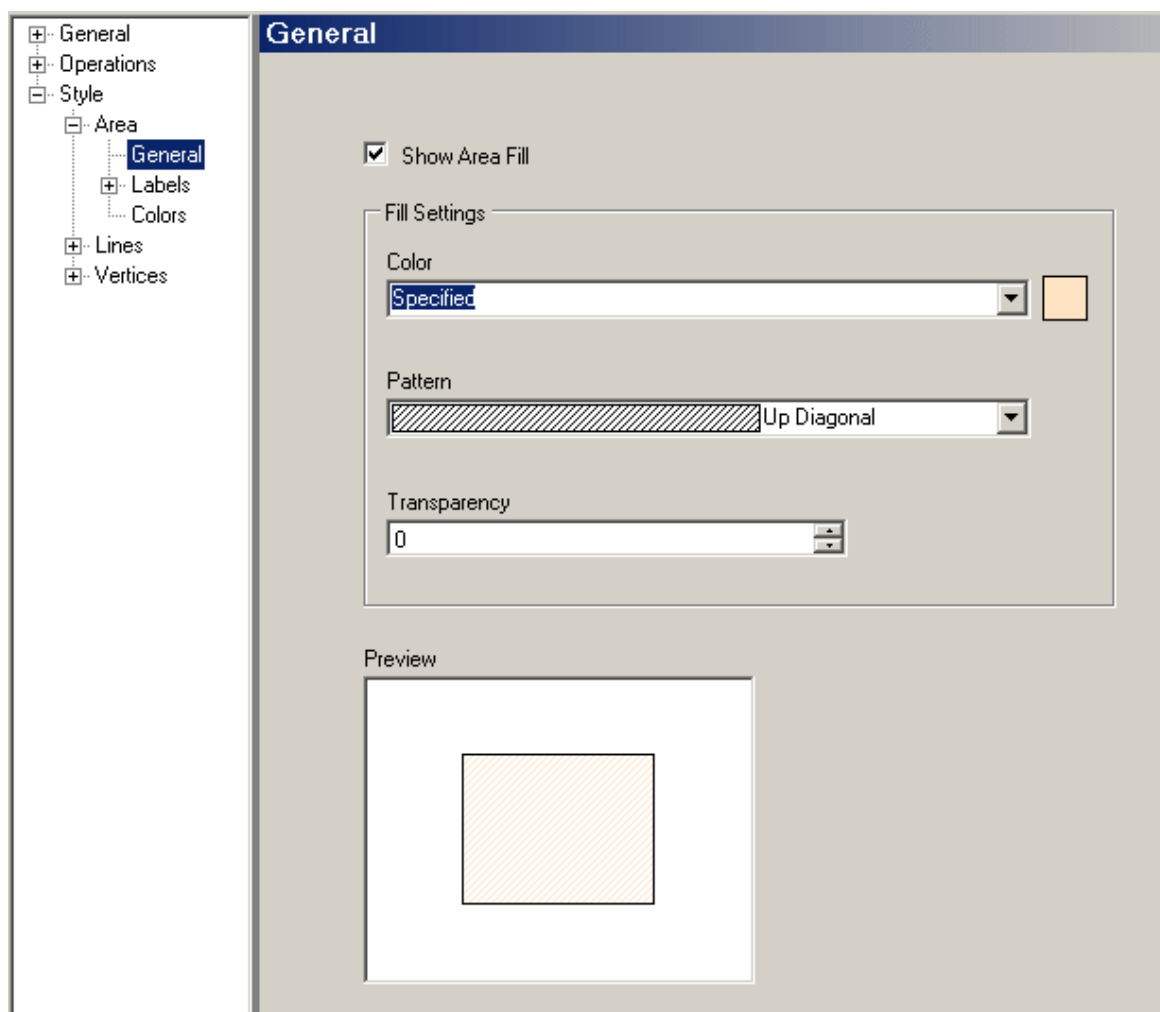 General
Operations
Style
Area
General
Labels
Colors
Lines
Vertices
General
Show Area Fill
Fill Settings
Color
Specified
Pattern
Up Diagonal
Transparency
0
Preview